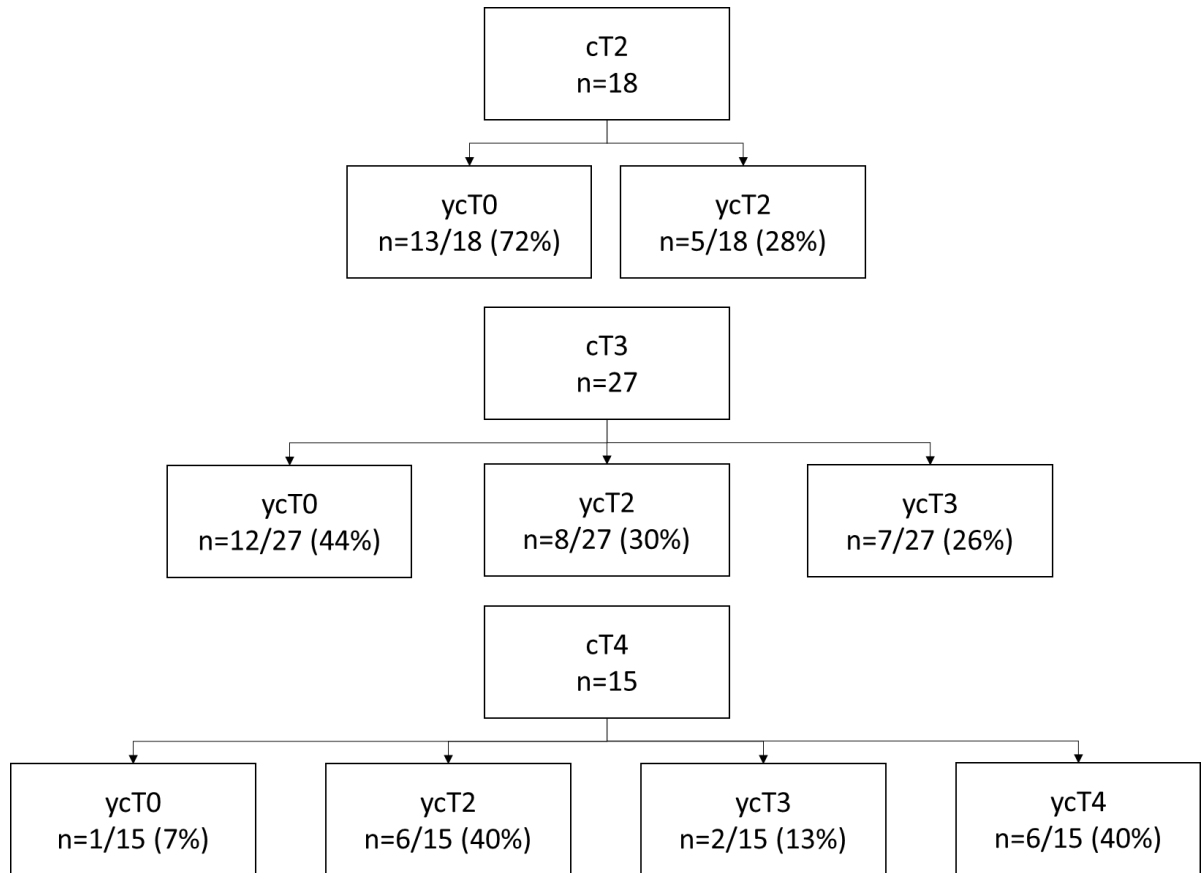 cT2
n=18
ycT0
n=13/18 (72%)
ycT2
n=5/18 (28%)
cT3
n=27
ycT0
n=12/27 (44%)
ycT2
n=8/27 (30%)
ycT3
n=7/27 (26%)
cT4
n=15
ycT0
n=1/15 (7%)
ycT2
n=6/15 (40%)
ycT3
n=2/15 (13%)
ycT4
n=6/15 (40%)